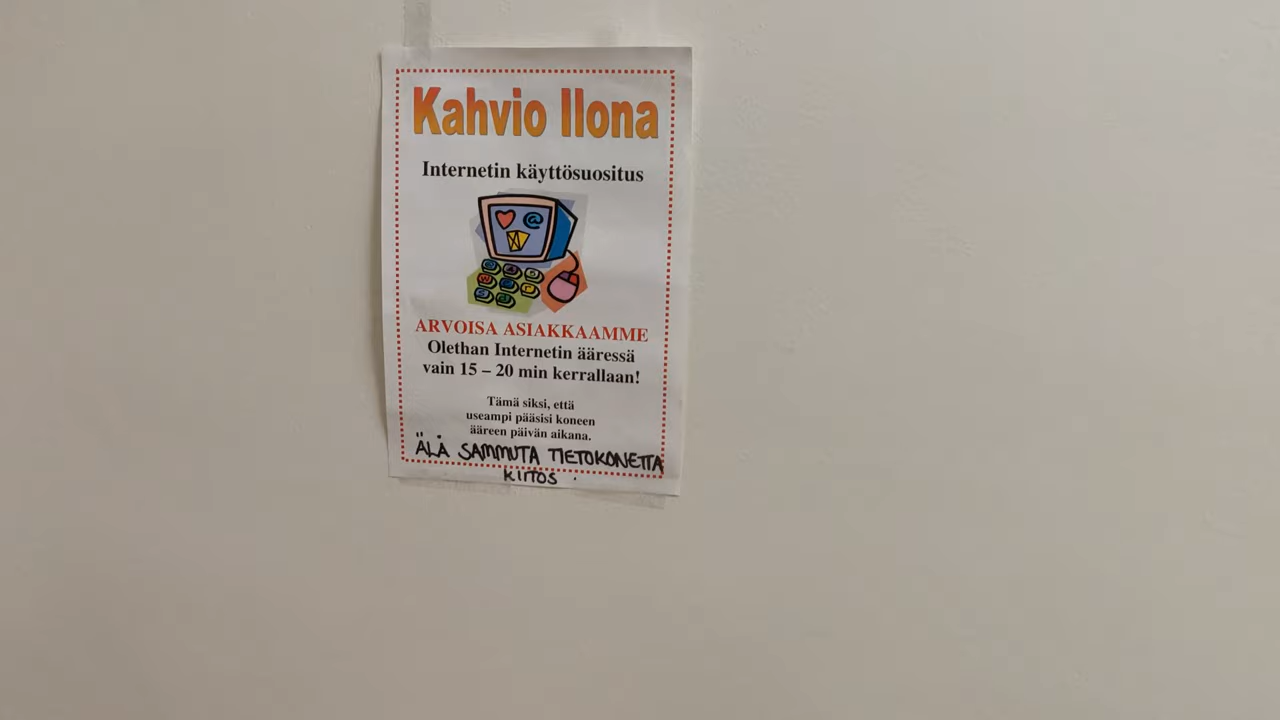 Kahvio Ilona
Internetin käyttösuositus
ARVOISA ASIAKKAAMME
Olethan Internetin ääressä
vain 15 – 20 min kerrallaan!
Tämä siksi, että
useampi pääsisi koneen
ääreen päivän aikana.
ÄLÄ SAMMUTA TIETOKONETTA
KIITOS